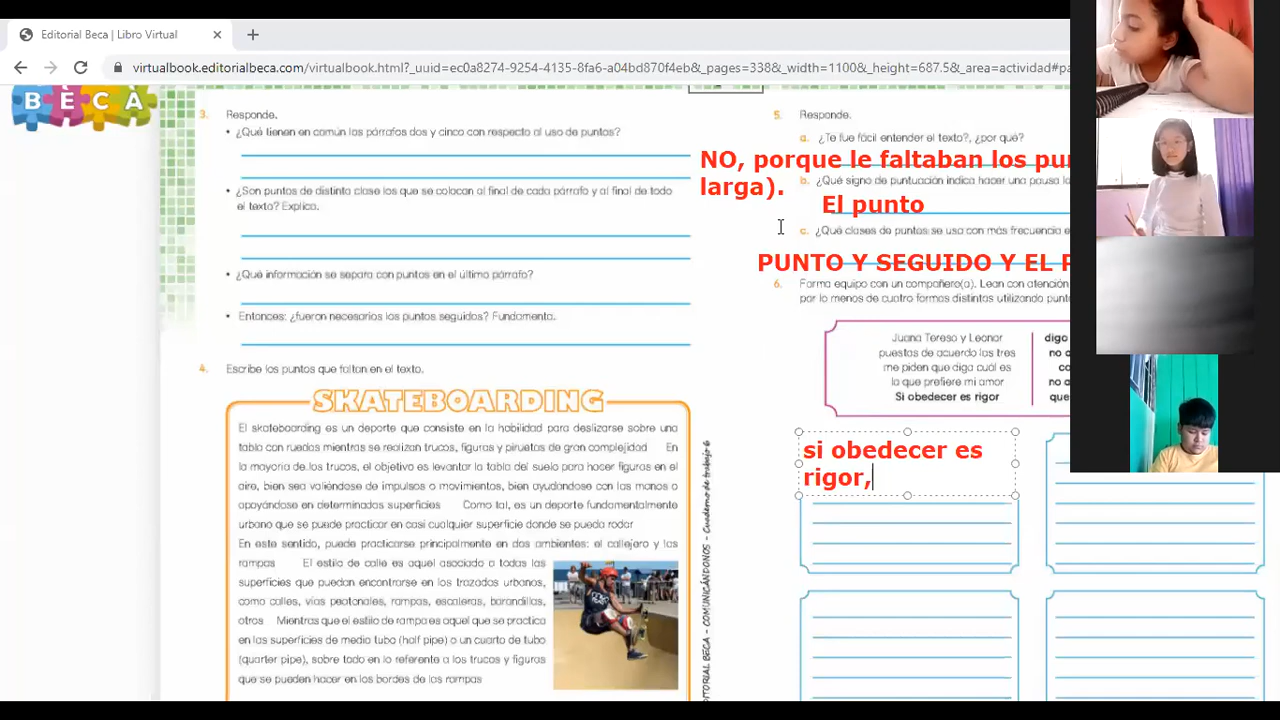 Editorial Beca | Libro Virtual
virtualbook.editorialbeca.com/virtualbook.html?_uuid=ec0a8274-9254-4135-8fa6-a04bd870f4eb&_pages=338&_width=1100&_height=687.5&_area=actividad#pa
BÈCÀ
3. Responde.
• ¿Qué tienen en común los párrafos dos y cinco con respecto al uso de puntos?
• ¿Son puntos de distinta clase los que se colocan al final de cada párrafo y al final de todo
el texto? Explica.
• ¿Qué información se separa con puntos en el último párrafo?
• Entonces: ¿fueron necesarios los puntos seguidos? Fundamenta.
4. Escribe los puntos que faltan en el texto.
SKATEBOARDING
El skateboarding es un deporte que consiste en la habilidad para deslizarse sobre una
tabla con ruedas mientras se realizan trucos, figuras y piruetas de gran complejidad En
la mayoría de los trucos, el objetivo es levantar la tabla del suelo para hacer figuras en el
aire, bien sea valiéndose de impulsos o movimientos, bien ayudándose con las manos o
apoyándose en determinadas superficies Como tal, es un deporte fundamentalmente
urbano que se puede practicar en casi cualquier superficie donde se pueda rodar
En este sentido, puede practicarse principalmente en dos ambientes: el callejero y las
rampas El estilo de calle es aquel asociado a todas las
superficies que puedan encontrarse en los trazados urbanos,
como calles, vías peatonales, rampas, escaleras, barandillas,
otros Mientras que el estilo de rampa es aquel que se practica
en las superficies de medio tubo (half pipe) o un cuarto de tubo
(quarter pipe), sobre todo en lo referente a los trucos y figuras
que se pueden hacer en los bordes de las rampas
EDITORIAL BECA - COMUNICÁNDONOS - Cuaderno de trabajo-6
5. Responde.
a. ¿Te fue fácil entender el texto?, ¿por qué?
NO, porque le faltaban los pu
larga).
b. ¿Qué signo de puntuación indica hacer una pausa la
El punto
c. ¿Qué clases de puntos se usa con más frecuencia e
PUNTO Y SEGUIDO Y EL P
6. Forma equipo con un compañero(a). Lean con atención
por lo menos de cuatro formas distintas utilizando punt
Juana Teresa y Leonor
puestas de acuerdo las tres
me piden que diga cuál es
la que prefiere mi amor
Si obedecer es rigor
digo
no a
ca
no a
que
si obedecer es
rigor,